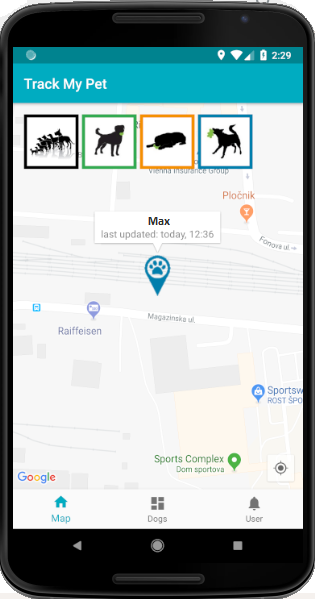 2:29
Track My Pet
Vienna Insurance Group
Pločnik
Max
last updated: today, 12:36
Fonova ul.
Magazinska ul.
Raiffeisen
Sportsw
ROST ŠPO
Sports Complex
Dom sportova
Google
Map
Dogs
User